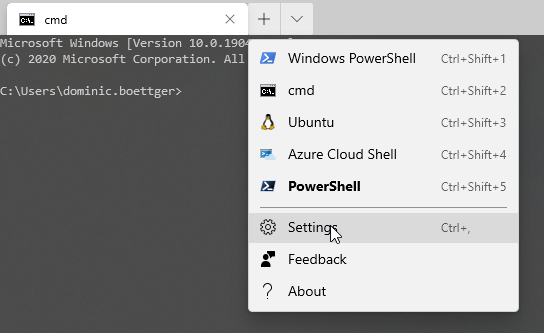 cmd
Microsoft Windows [Version 10.0.1904
(c) 2020 Microsoft Corporation. All
C:\Users\dominic.boettger>
Windows PowerShell Ctrl+Shift+1
cmd Ctrl+Shift+2
Ubuntu Ctrl+Shift+3
Azure Cloud Shell Ctrl+Shift+4
PowerShell Ctrl+Shift+5
Settings Ctrl+,
Feedback
About